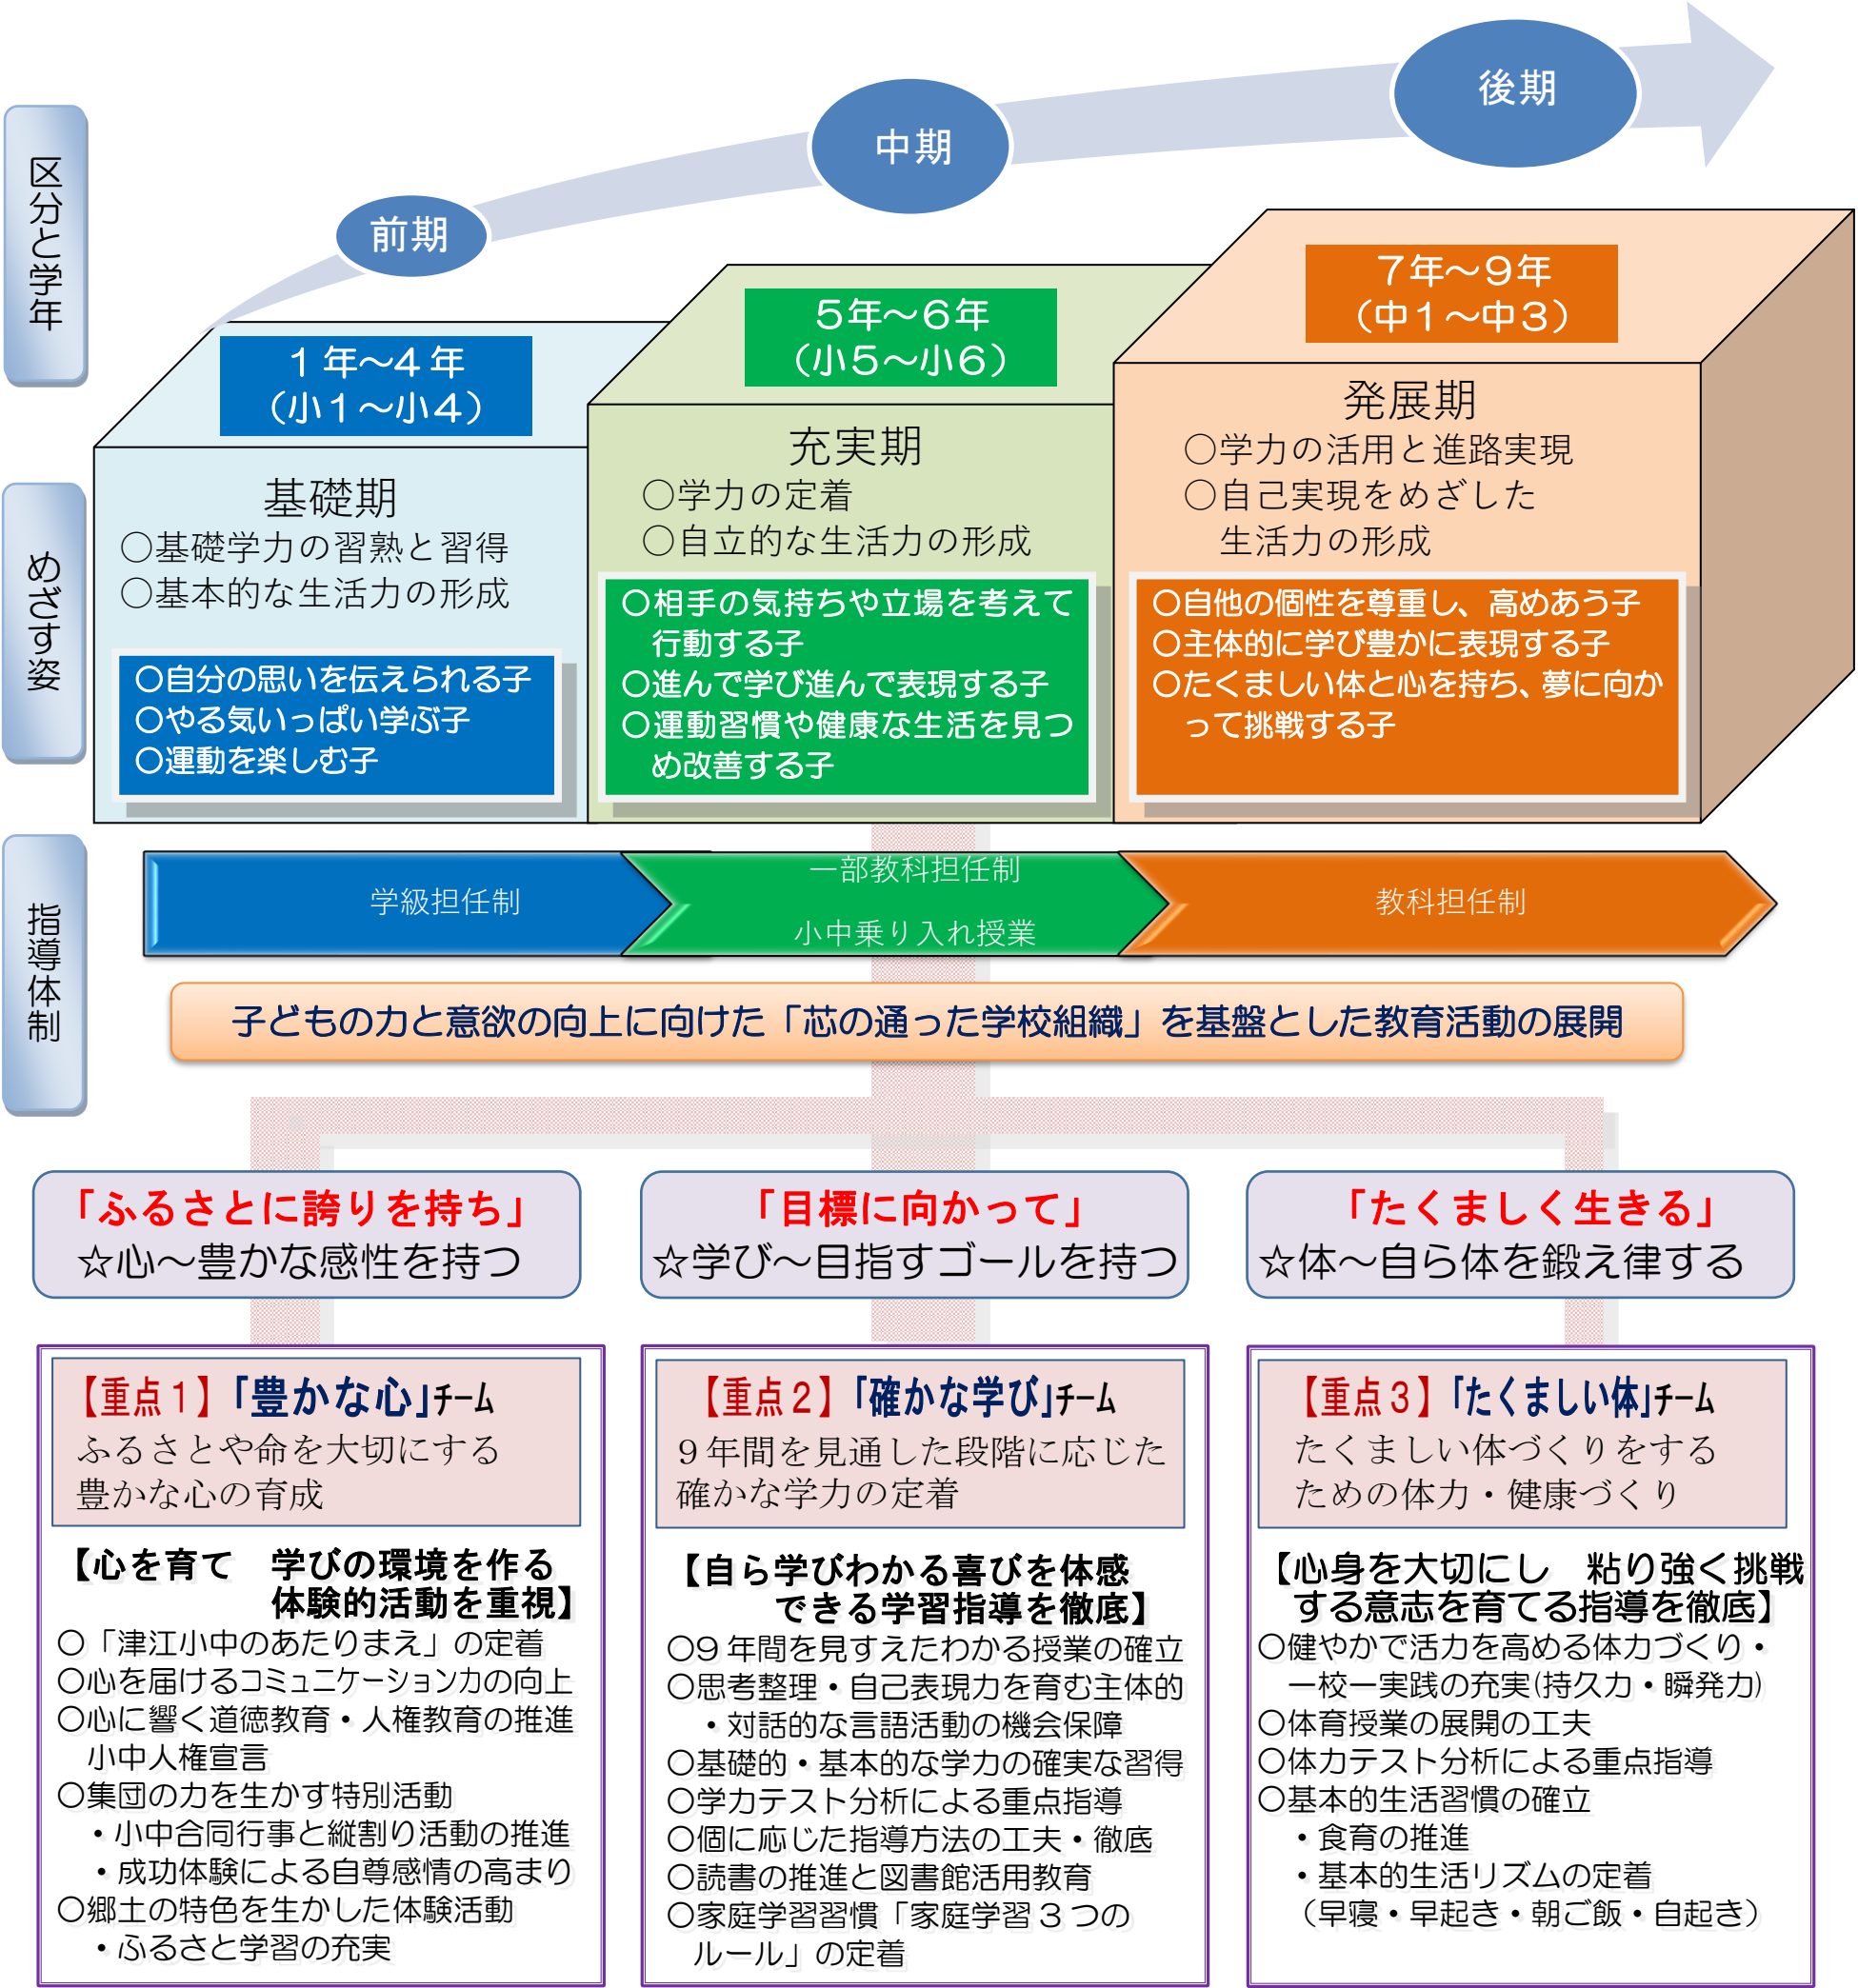 区分と学年
前期
中期
後期
１年～４年
（小１～小４）
５年～６年
（小５～小６）
７年～９年
（中１～中３）
めざす姿
基礎期
○基礎学力の習熟と習得
○基本的な生活力の形成
○自分の思いを伝えられる子
○やる気いっぱい学ぶ子
○運動を楽しむ子
充実期
○学力の定着
○自立的な生活力の形成
○相手の気持ちや立場を考えて
行動する子
○進んで学び進んで表現する子
○運動習慣や健康な生活を見つ
め改善する子
発展期
○学力の活用と進路実現
○自己実現をめざした
生活力の形成
○自他の個性を尊重し、高めあう子
○主体的に学び豊かに表現する子
○たくましい体と心を持ち、夢に向か
って挑戦する子
指導体制
学級担任制
一部教科担任制
小中乗り入れ授業
教科担任制
子どもの力と意欲の向上に向けた「芯の通った学校組織」を基盤とした教育活動の展開
「ふるさとに誇りを持ち」
☆心～豊かな感性を持つ
「目標に向かって」
☆学び～目指すゴールを持つ
「たくましく生きる」
☆体～自ら体を鍛え律する
【重点１】「豊かな心」チーム
ふるさとや命を大切にする
豊かな心の育成
【心を育て　学びの環境を作る
体験的活動を重視】
○「津江小中のあたりまえ」の定着
○心を届けるコミュニケーション力の向上
○心に響く道徳教育・人権教育の推進
小中人権宣言
○集団の力を生かす特別活動
・小中合同行事と縦割り活動の推進
・成功体験による自尊感情の高まり
○郷土の特色を生かした体験活動
・ふるさと学習の充実
【重点２】「確かな学び」チーム
９年間を見通した段階に応じた
確かな学力の定着
【自ら学びわかる喜びを体感
できる学習指導を徹底】
○９年間を見すえたわかる授業の確立
○思考整理・自己表現力を育む主体的
・対話的な言語活動の機会保障
○基礎的・基本的な学力の確実な習得
○学力テスト分析による重点指導
○個に応じた指導方法の工夫・徹底
○読書の推進と図書館活用教育
○家庭学習習慣「家庭学習３つの
ルール」の定着
【重点３】「たくましい体」チーム
たくましい体づくりをする
ための体力・健康づくり
【心身を大切にし　粘り強く挑戦
する意志を育てる指導を徹底】
○健やかで活力を高める体力づくり・
一校一実践の充実(持久力・瞬発力)
○体育授業の展開の工夫
○体力テスト分析による重点指導
○基本的生活習慣の確立
・食育の推進
・基本的生活リズムの定着
（早寝・早起き・朝ご飯・自起き）